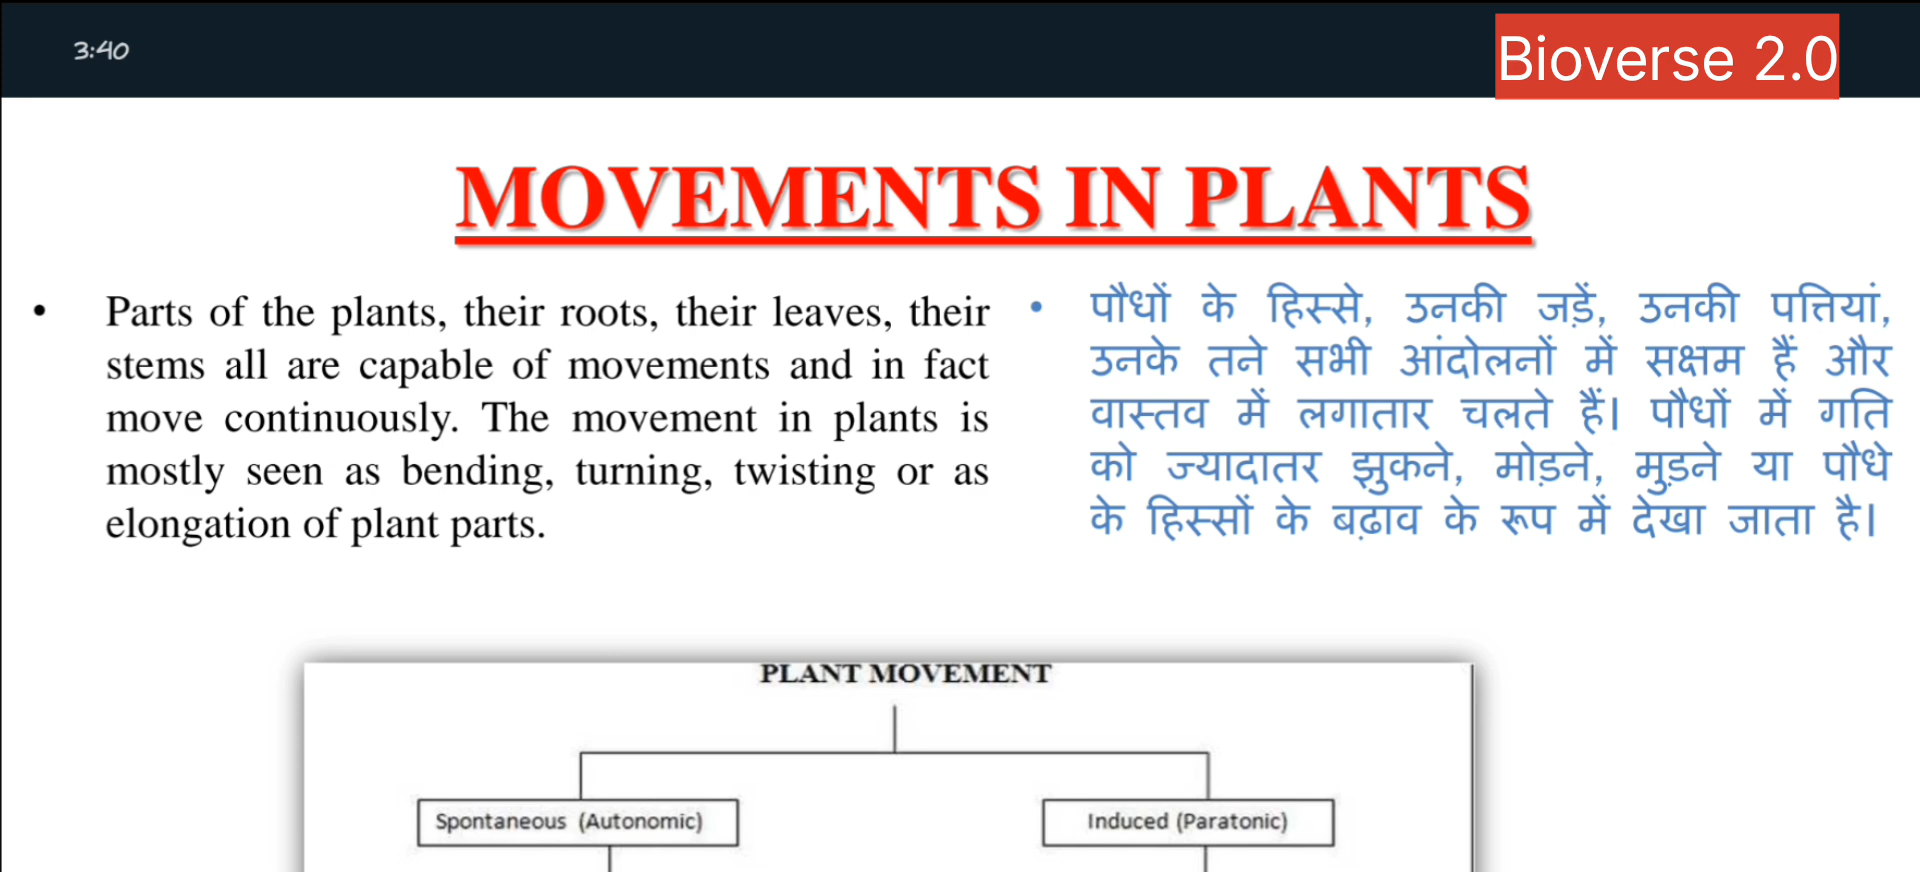 3:40
Bioverse 2.0
MOVEMENTS IN PLANTS
• Parts of the plants, their roots, their leaves, their
stems all are capable of movements and in fact
move continuously. The movement in plants is
mostly seen as bending, turning, twisting or as
elongation of plant parts.
• पौधों के हिस्से, उनकी जड़ें, उनकी पत्तियां,
उनके तने सभी आंदोलनों में सक्षम हैं और
वास्तव में लगातार चलते हैं। पौधों में गति
को ज्यादातर झुकने, मोड़ने, मुड़ने या पौधे
के हिस्सों के बढ़ाव के रूप में देखा जाता है।
PLANT MOVEMENT
Spontaneous (Autonomic)
Induced (Paratonic)